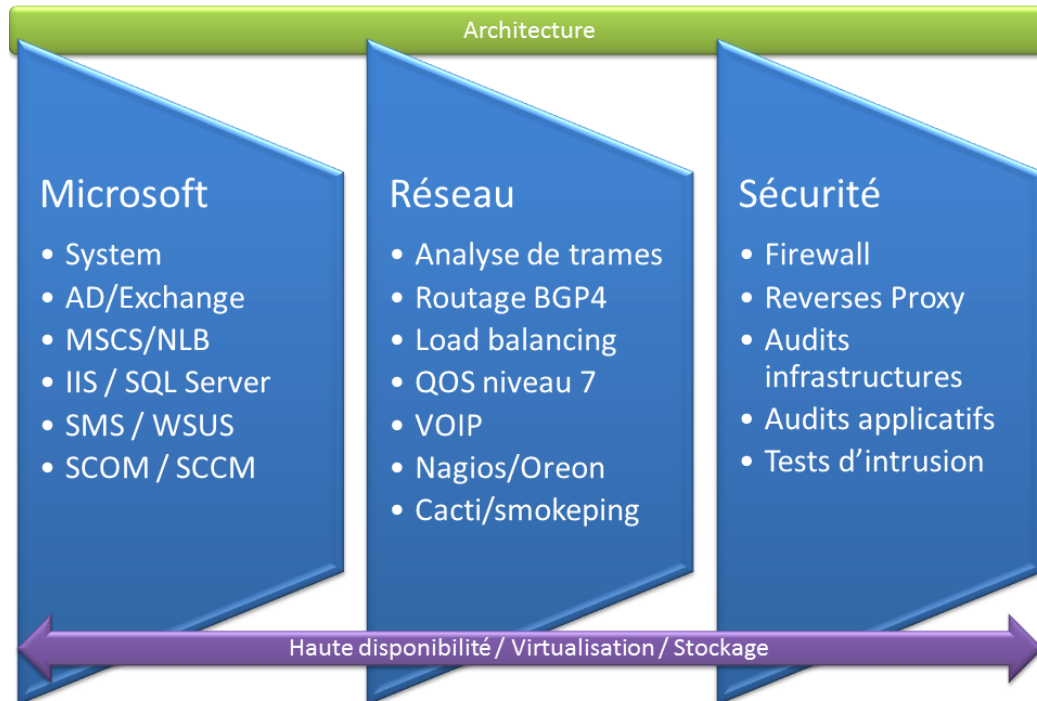 Architecture
Microsoft
• System
• AD/Exchange
• MSCS/NLB
• IIS / SQL Server
• SMS / WSUS
• SCOM / SCCM
Réseau
• Analyse de trames
• Routage BGP4
• Load balancing
• QOS niveau 7
• VOIP
• Nagios/Oreon
• Cacti/smokeping
Sécurité
• Firewall
• Reverses Proxy
• Audits
infrastructures
• Audits applicatifs
• Tests d’intrusion
Haute disponibilité / Virtualisation / Stockage